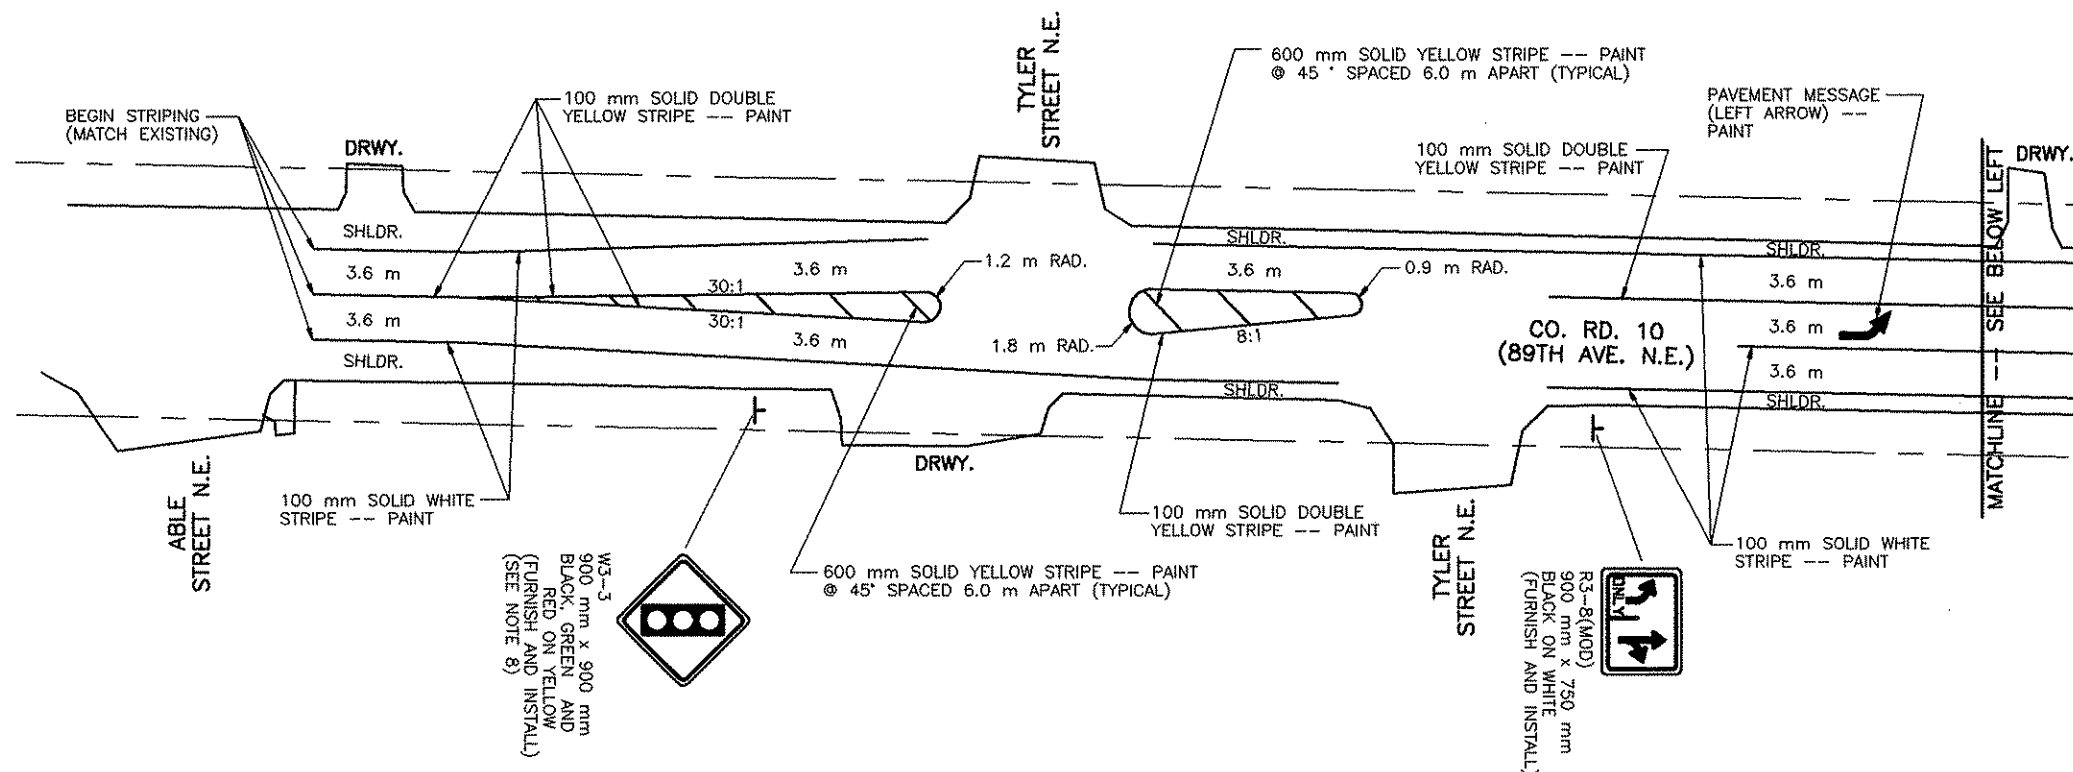 TYLER
STREET N.E.
600 mm SOLID YELLOW STRIPE -- PAINT
@ 45° SPACED 6.0 m APART (TYPICAL)
BEGIN STRIPING
(MATCH EXISTING)
100 mm SOLID DOUBLE
YELLOW STRIPE -- PAINT
PAVEMENT MESSAGE
(LEFT ARROW) --
PAINT
DRWY.
100 mm SOLID DOUBLE
YELLOW STRIPE -- PAINT
DRWY.
MATCHLINE -- SEE BELOW LEFT
SHLDR.
SHLDR.
SHLDR.
3.6 m
3.6 m
1.2 m RAD.
3.6 m
0.9 m RAD.
3.6 m
30:1
3.6 m
30:1
3.6 m
1.8 m RAD.
8:1
CO. RD. 10
(89TH AVE. N.E.)
3.6 m
3.6 m
SHLDR.
SHLDR.
SHLDR.
DRWY.
ABLE
STREET N.E.
100 mm SOLID WHITE
STRIPE -- PAINT
100 mm SOLID DOUBLE
YELLOW STRIPE -- PAINT
TYLER
STREET N.E.
100 mm SOLID WHITE
STRIPE -- PAINT
W3-3
900 mm x 900 mm
BLACK, GREEN AND
RED ON YELLOW
(FURNISH AND INSTALL)
(SEE NOTE 8)
600 mm SOLID YELLOW STRIPE -- PAINT
@ 45° SPACED 6.0 m APART (TYPICAL)
R3-8(MOD)
900 mm x 750 mm
BLACK ON WHITE
(FURNISH AND INSTALL)
ONLY